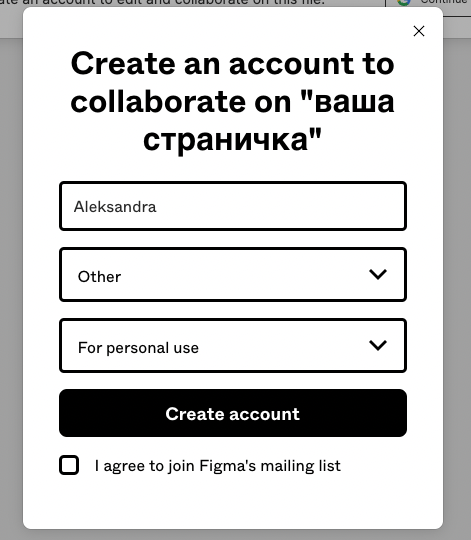 ate an account to edit and collaborate on this file.
Continue
Create an account to
collaborate on "ваша
страничка"
Aleksandra
Other
For personal use
Create account
I agree to join Figma's mailing list